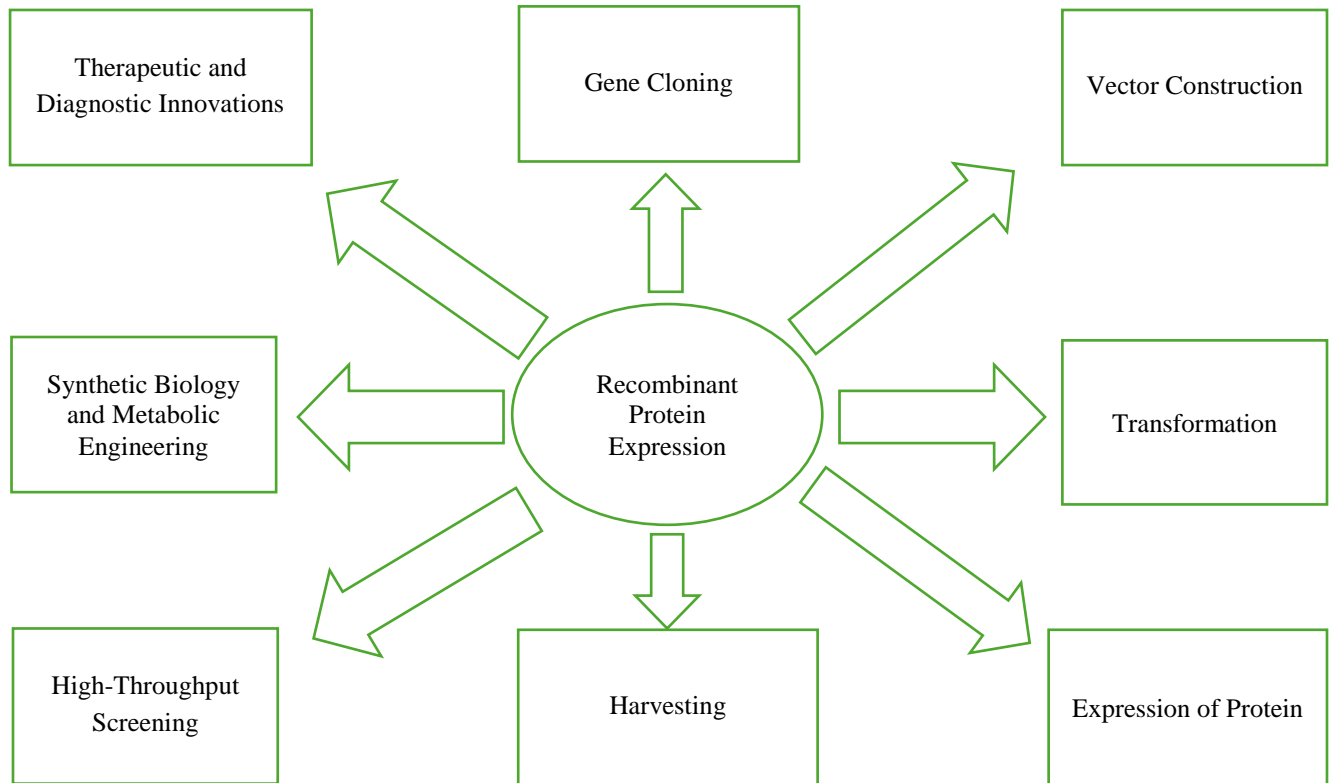 Therapeutic and
Diagnostic Innovations
Gene Cloning
Vector Construction
Synthetic Biology
and Metabolic
Engineering
Recombinant
Protein
Expression
Transformation
High-Throughput
Screening
Harvesting
Expression of Protein